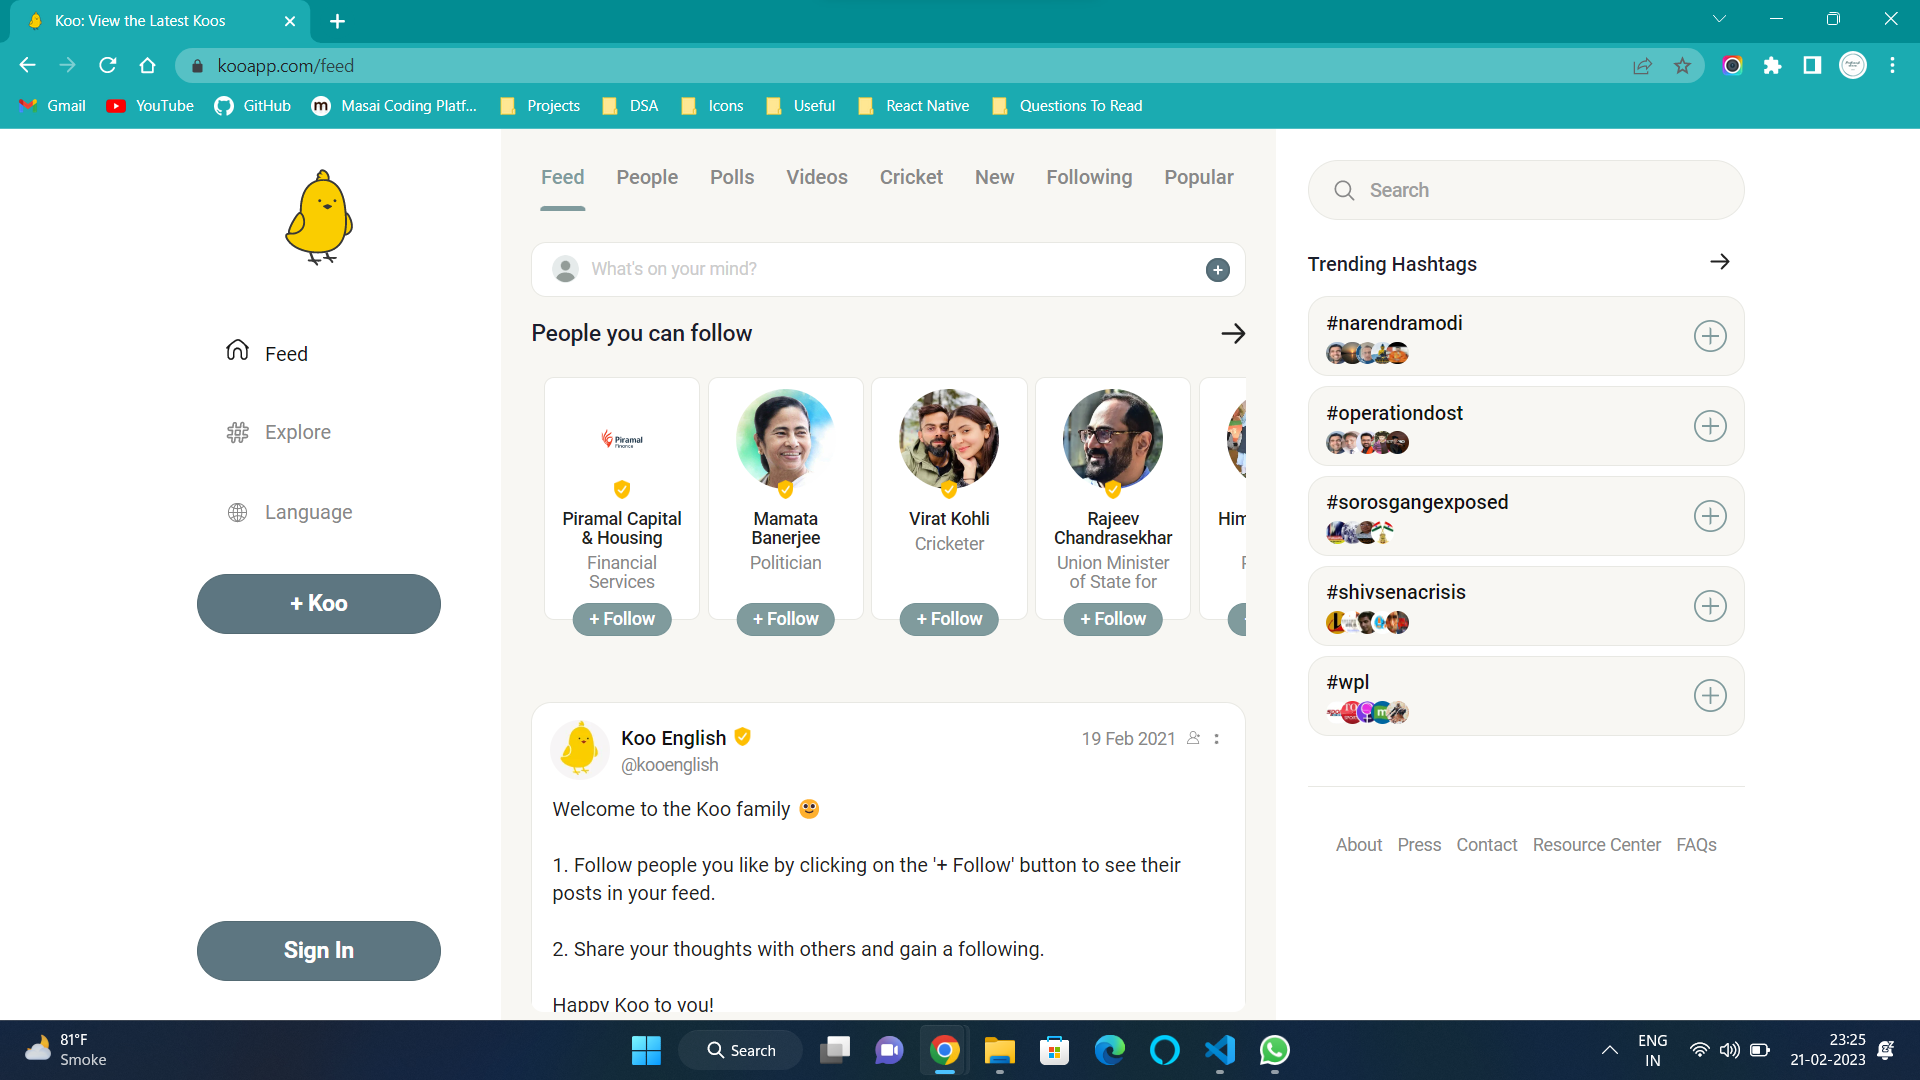 Koo: View the Latest Koos
kooapp.com/feed
Gmail
YouTube
GitHub
Masai Coding Platf...
Projects
DSA
Icons
Useful
React Native
Questions To Read
Feed
Explore
Language
+ Koo
Sign In
Feed People Polls Videos Cricket New Following Popular
What's on your mind?
People you can follow
Piramal
Finance
Piramal Capital
& Housing
Financial
Services
+ Follow
Mamata
Banerjee
Politician
+ Follow
Virat Kohli
Cricketer
+ Follow
Rajeev
Chandrasekhar
Union Minister
of State for
+ Follow
Him
Koo English
19 Feb 2021
@kooenglish
Welcome to the Koo family
1. Follow people you like by clicking on the '+ Follow' button to see their
posts in your feed.
2. Share your thoughts with others and gain a following.
Happy Koo to you!
Search
Trending Hashtags
#narendramodi
#operationdost
#sorosgangexposed
#shivsenacrisis
#wpl
About Press Contact Resource Center FAQs
81°F
Smoke
Search
ENG
IN
23:25
21-02-2023